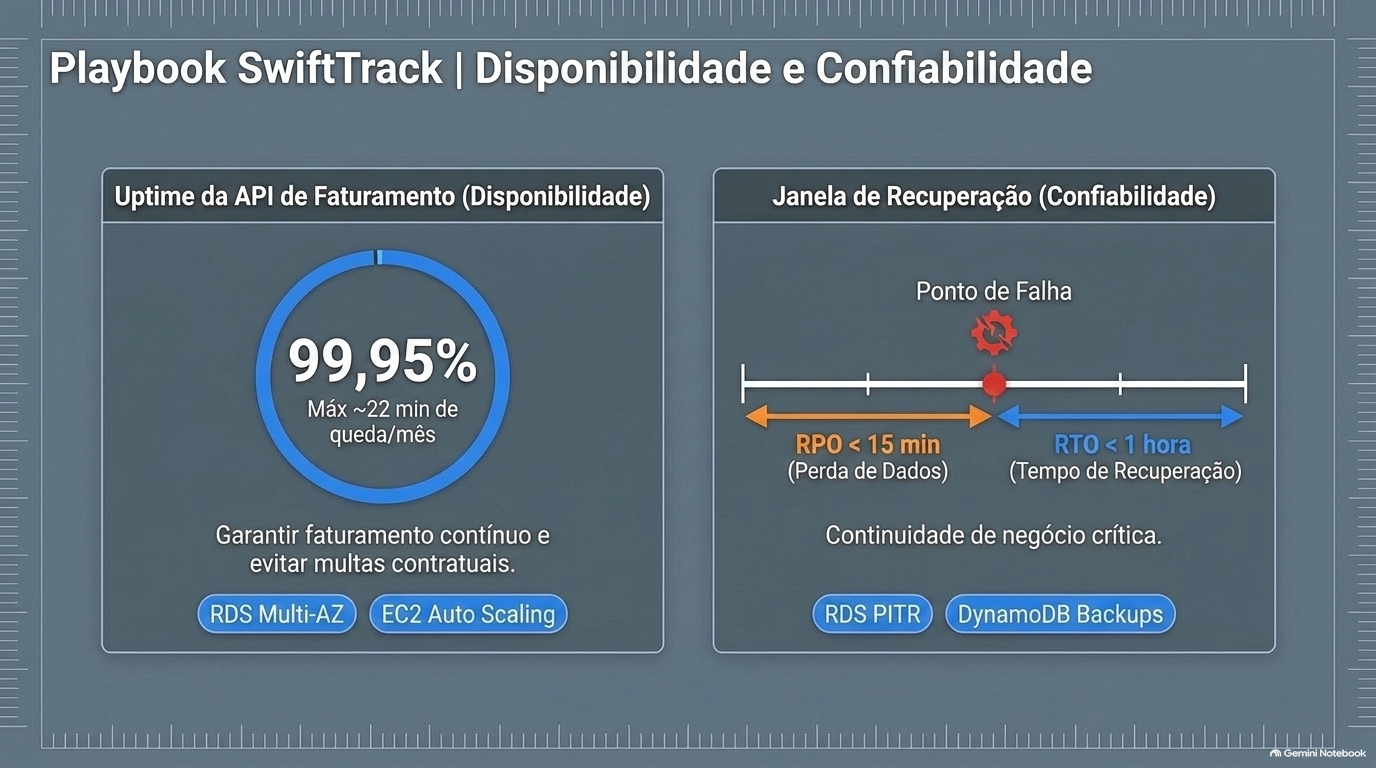 Playbook SwiftTrack | Disponibilidade e Confiabilidade
Uptime da API de Faturamento (Disponibilidade)
99,95%
Máx ~22 min de
queda/mês
Garantir faturamento contínuo e
evitar multas contratuais.
RDS Multi-AZ
EC2 Auto Scaling
Janela de Recuperação (Confiabilidade)
Ponto de Falha
RPO < 15 min
(Perda de Dados)
RTO < 1 hora
(Tempo de Recuperação)
Continuidade de negócio crítica.
RDS PITR
DynamoDB Backups
Gemini Notebook